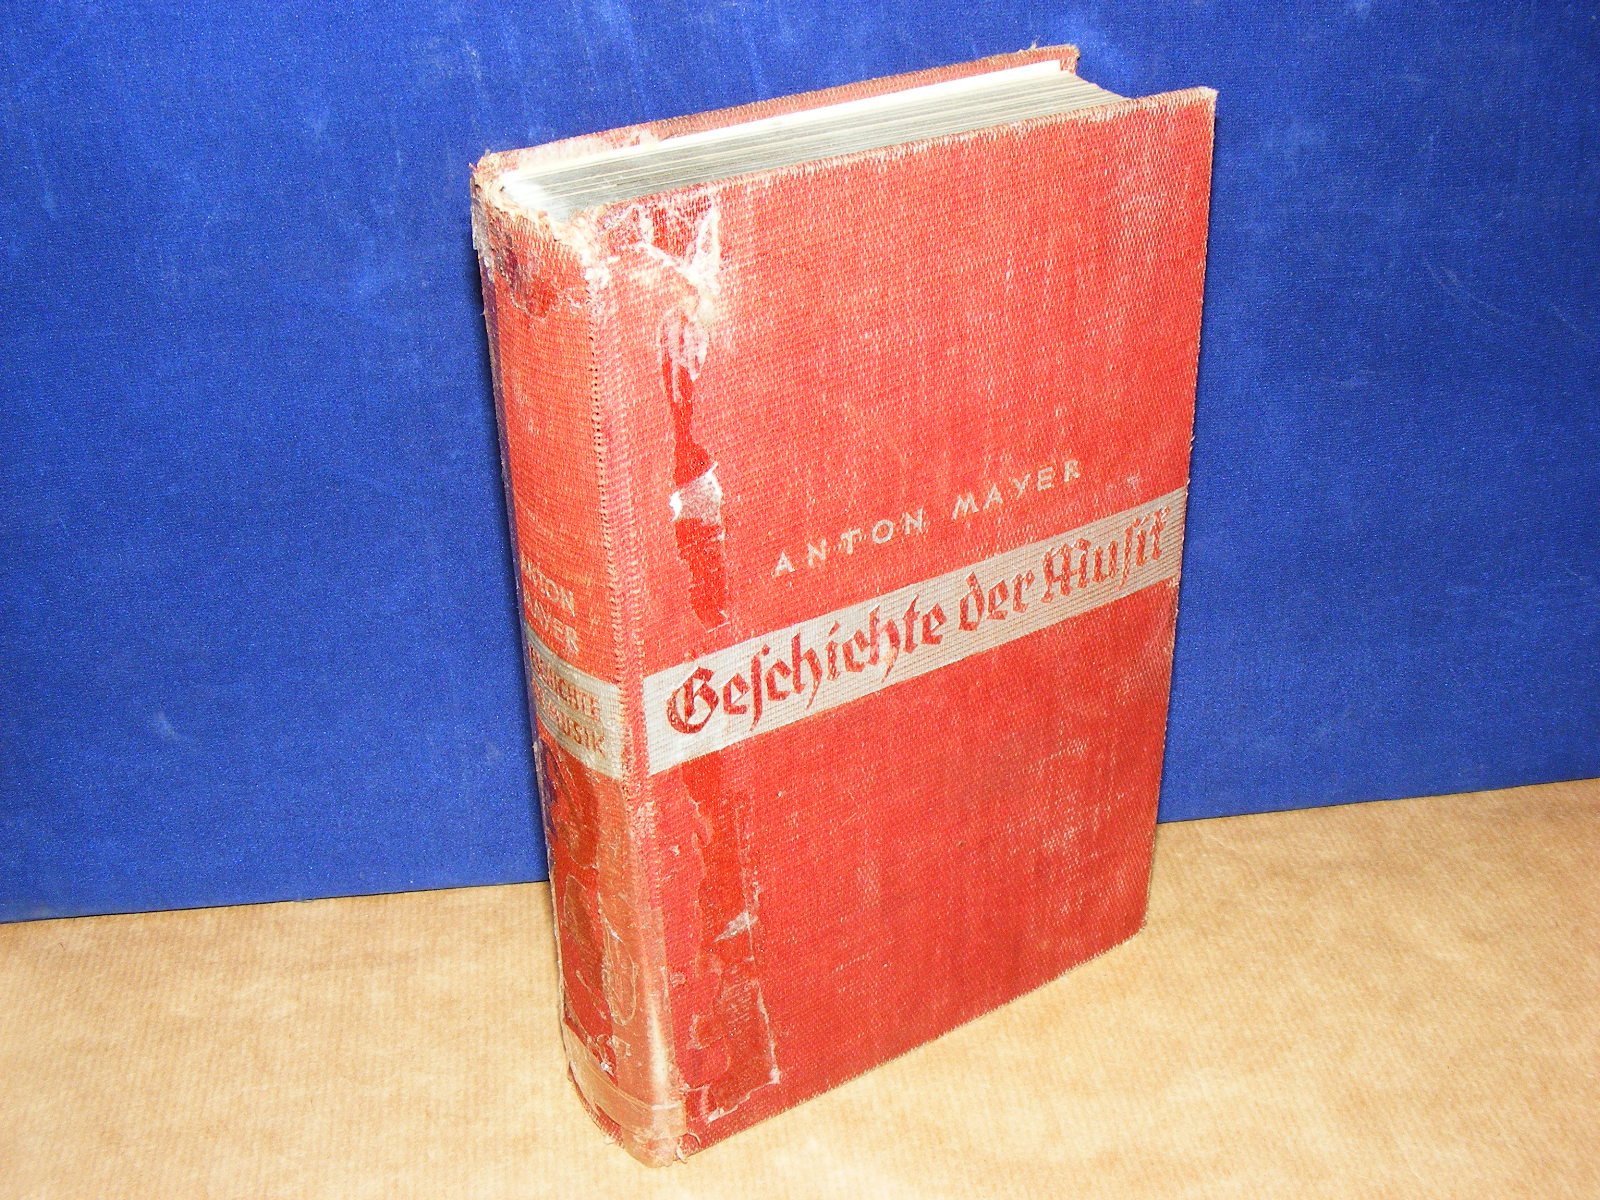 ANTON MAYER
Geschichte der Musik
ANTON
MAYER
GESCHICHTE
MUSIK